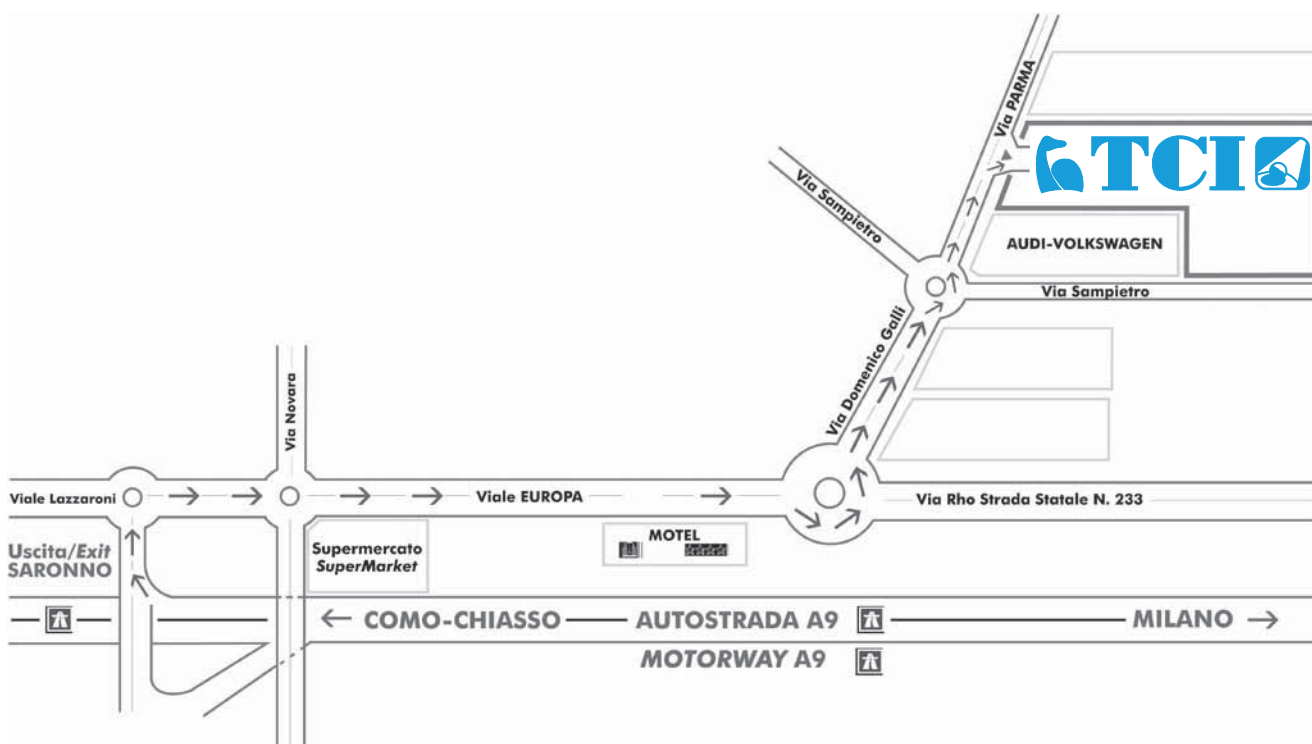 Via PARMA
TCI
Via Sampietro
AUDI-VOLKSWAGEN
Via Sampietro
Via Domenico Galli
Via Novara
Viale Lazzaroni
Viale EUROPA
Via Rho Strada Statale N. 233
Uscita/Exit
SARONNO
Supermercato
SuperMarket
MOTEL
COMO-CHIASSO
AUTOSTRADA A9
MILANO
MOTORWAY A9